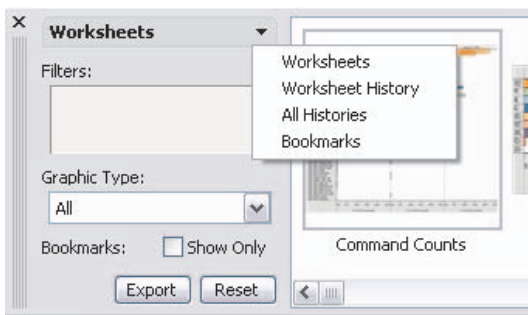 Worksheets
Worksheets
Worksheet History
All Histories
Bookmarks
Filters:
Graphic Type:
All
Bookmarks: Show Only
Export Reset
Command Counts